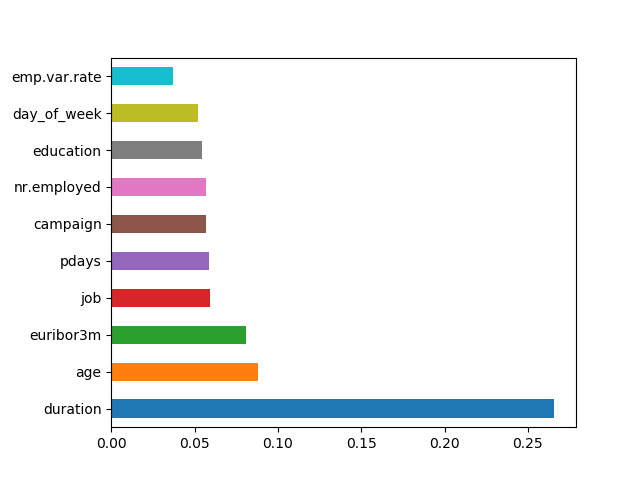 emp.var.rate
day_of_week
education
nr.employed
campaign
pdays
job
euribor3m
age
duration
0.00 0.05 0.10 0.15 0.20 0.25